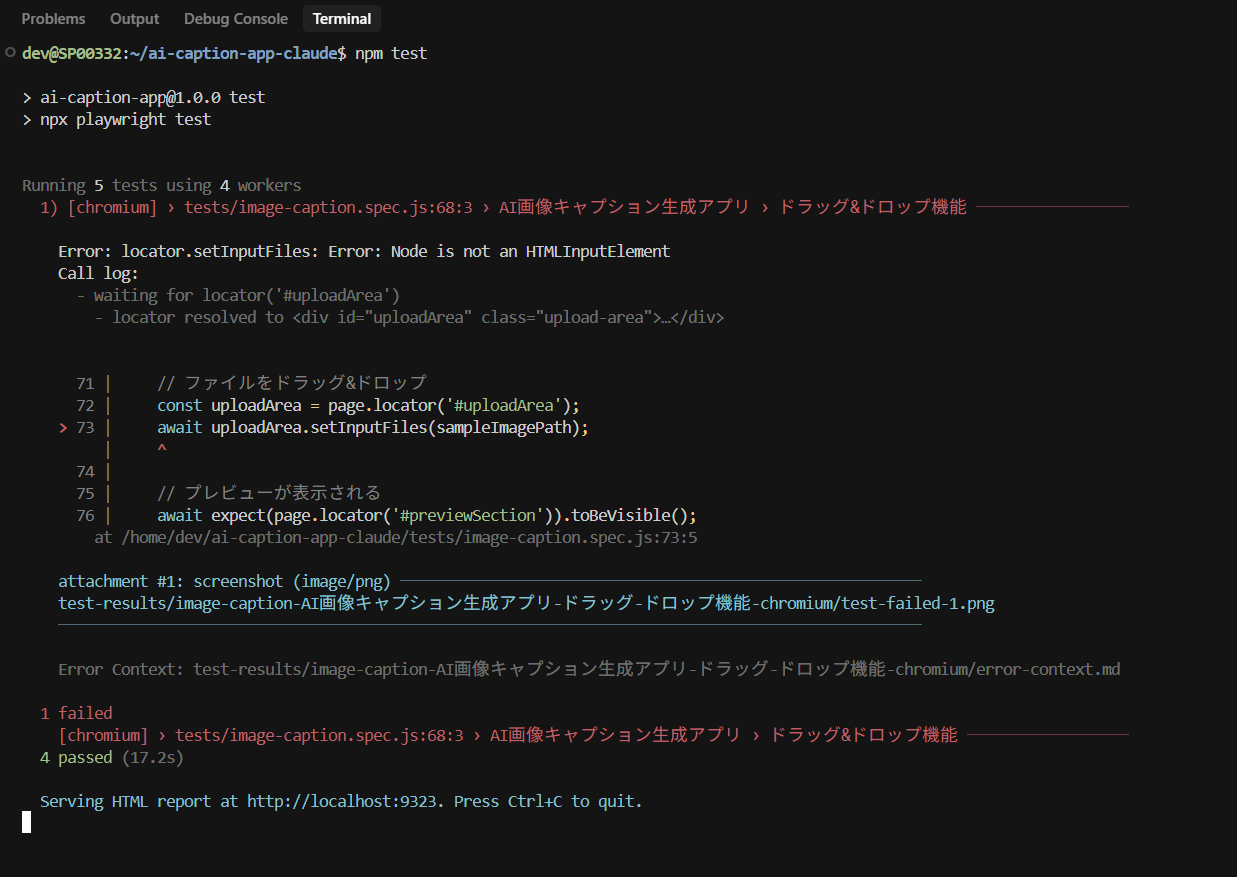 Problems Output Debug Console Terminal
dev@SP00332:~/ai-caption-app-claude$ npm test
> ai-caption-app@1.0.0 test
> npx playwright test
Running 5 tests using 4 workers
1) [chromium] › tests/image-caption.spec.js:68:3 › AI画像キャプション生成アプリ › ドラッグ&ドロップ機能
Error: locator.setInputFiles: Error: Node is not an HTMLInputElement
Call log:
- waiting for locator('#uploadArea')
- locator resolved to <div id="uploadArea" class="upload-area">…</div>
71 | // ファイルをドラッグ&ドロップ
72 | const uploadArea = page.locator('#uploadArea');
> 73 | await uploadArea.setInputFiles(sampleImagePath);
| ^
74 |
75 | // プレビューが表示される
76 | await expect(page.locator('#previewSection')).toBeVisible();
at /home/dev/ai-caption-app-claude/tests/image-caption.spec.js:73:5
attachment #1: screenshot (image/png)
test-results/image-caption-AI画像キャプション生成アプリ-ドラッグ-ドロップ機能-chromium/test-failed-1.png
Error Context: test-results/image-caption-AI画像キャプション生成アプリ-ドラッグ-ドロップ機能-chromium/error-context.md
1 failed
[chromium] › tests/image-caption.spec.js:68:3 › AI画像キャプション生成アプリ › ドラッグ&ドロップ機能
4 passed (17.2s)
Serving HTML report at http://localhost:9323. Press Ctrl+C to quit.